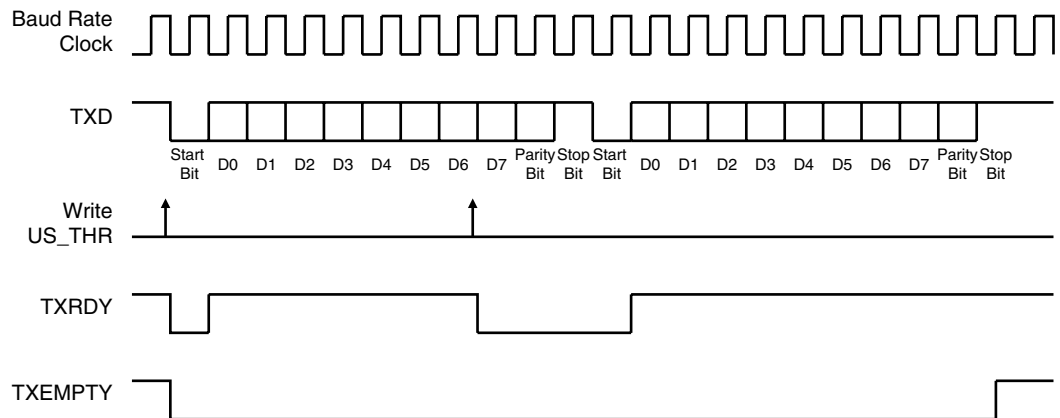 Baud Rate
Clock
TXD
Start
Bit
D0 D1 D2 D3 D4 D5 D6 D7
Parity
Bit
Stop
Bit
Start
Bit
D0 D1 D2 D3 D4 D5 D6 D7
Parity
Bit
Stop
Bit
Write
US_THR
TXRDY
TXEMPTY